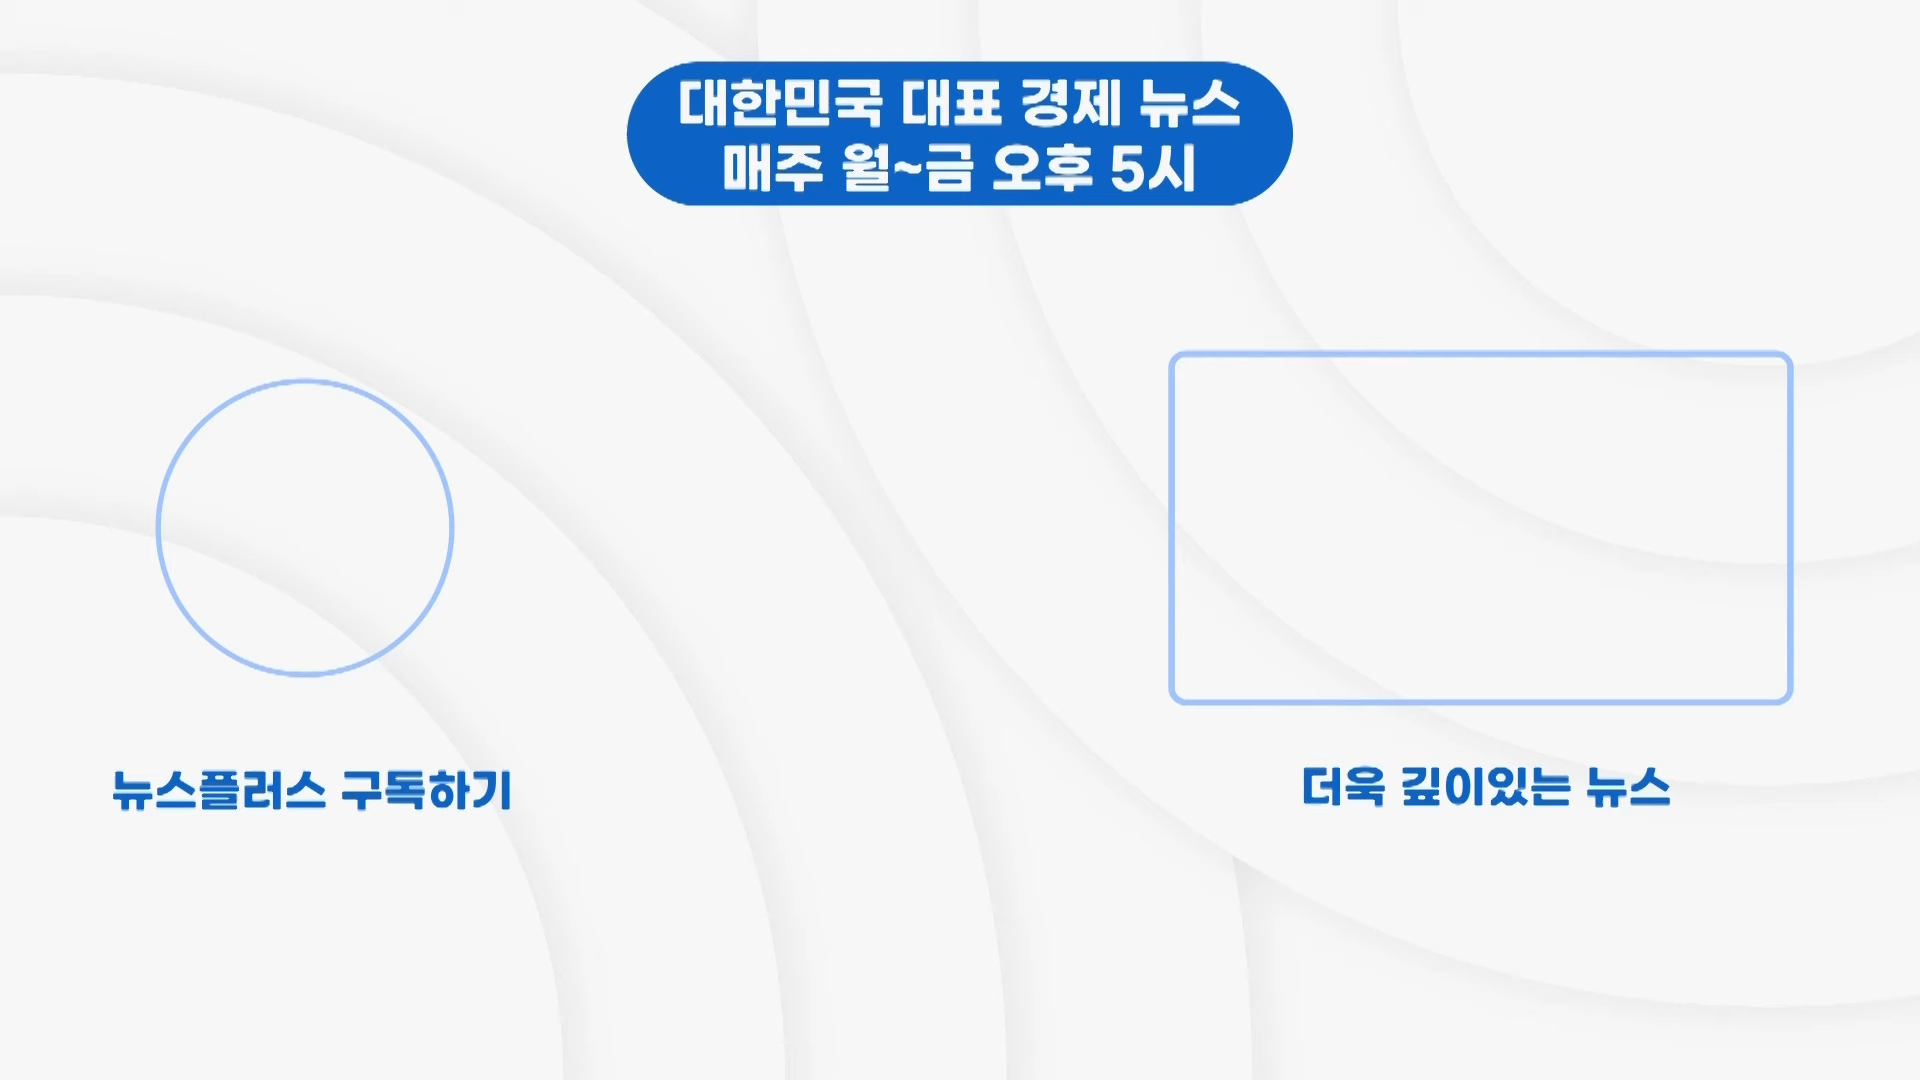 대한민국 대표 경제 뉴스
매주 월~금 오후 5시
뉴스플러스 구독하기
더욱 깊이있는 뉴스